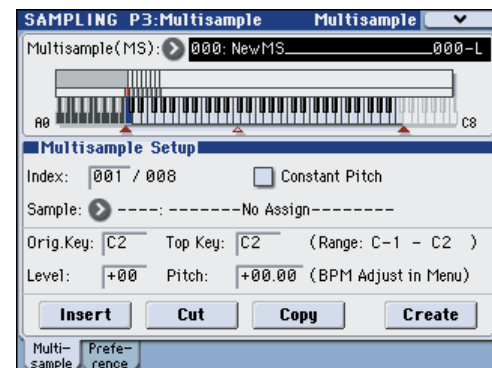 SAMPLING P3:Multisample Multisample
Multisample(MS): 000: NewMS 000-L
A0 C8
Multisample Setup
Index: 001 / 008 Constant Pitch
Sample: ----: -------No Assign--------
Orig.Key: C2 Top Key: C2 (Range: C-1 - C2 )
Level: +00 Pitch: +00.00 (BPM Adjust in Menu)
Insert Cut Copy Create
Multi- Prefe-
sample rence